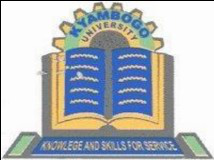 KYAMBOGO
UNIVERSITY
KNOWLEGE AND SKILLS FOR SERVICE